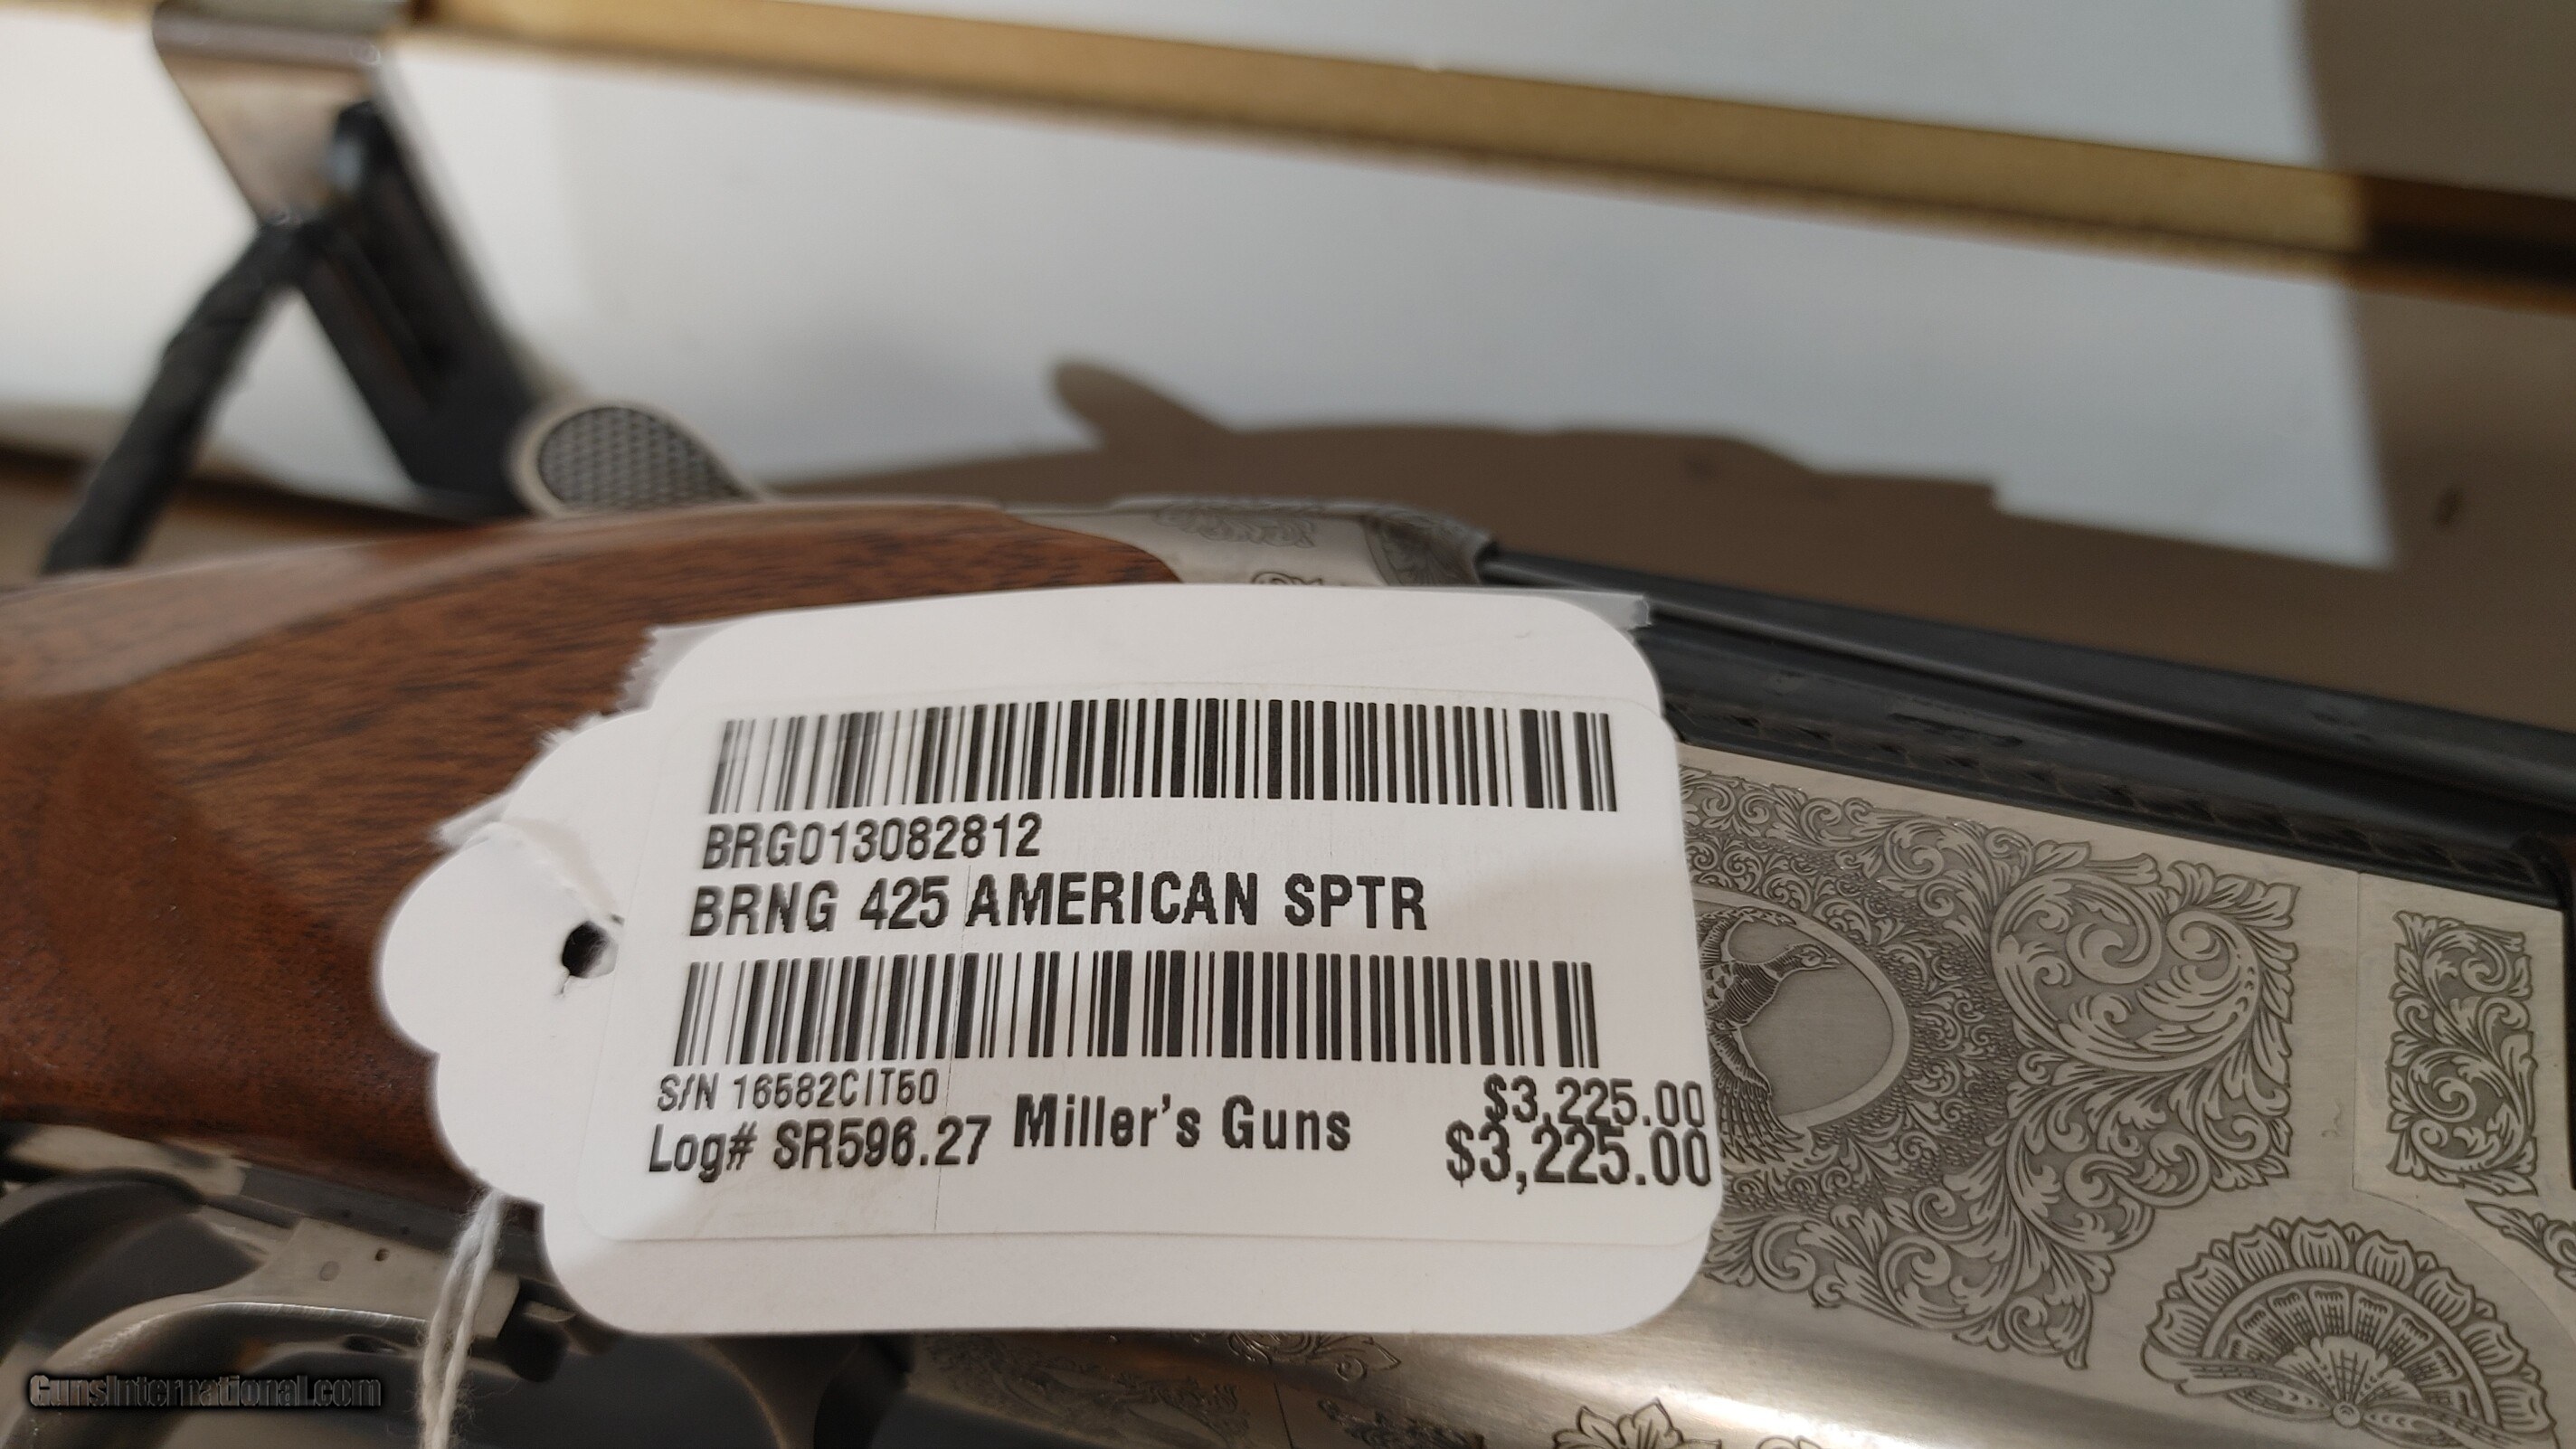 BRG013082812
BRNG 425 AMERICAN SPTR
S/N 16582CIT50
$3,225.00
Log# SR596.27 Miller's Guns $3,225.00
GunsInternational.com